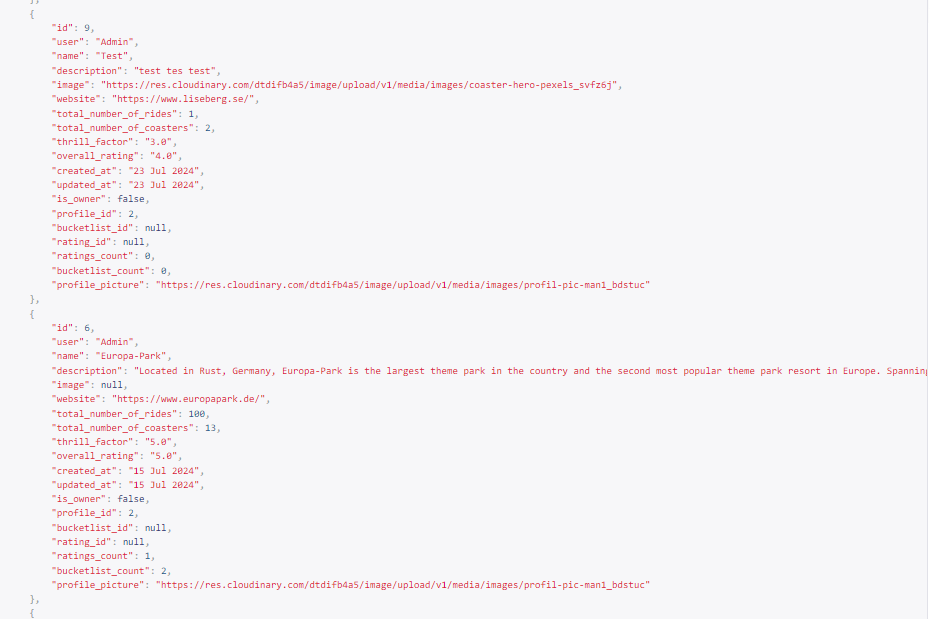 },
{
"id": 9,
"user": "Admin",
"name": "Test",
"description": "test tes test",
"image": "https://res.cloudinary.com/dtdifb4a5/image/upload/v1/media/images/coaster-hero-pexels_svfz6j",
"website": "https://www.liseberg.se/",
"total_number_of_rides": 1,
"total_number_of_coasters": 2,
"thrill_factor": "3.0",
"overall_rating": "4.0",
"created_at": "23 Jul 2024",
"updated_at": "23 Jul 2024",
"is_owner": false,
"profile_id": 2,
"bucketlist_id": null,
"rating_id": null,
"ratings_count": 0,
"bucketlist_count": 0,
"profile_picture": "https://res.cloudinary.com/dtdifb4a5/image/upload/v1/media/images/profil-pic-man1_bdstuc"
},
{
"id": 6,
"user": "Admin",
"name": "Europa-Park",
"description": "Located in Rust, Germany, Europa-Park is the largest theme park in the country and the second most popular theme park resort in Europe. Spanning
"image": null,
"website": "https://www.europapark.de/",
"total_number_of_rides": 100,
"total_number_of_coasters": 13,
"thrill_factor": "5.0",
"overall_rating": "5.0",
"created_at": "15 Jul 2024",
"updated_at": "15 Jul 2024",
"is_owner": false,
"profile_id": 2,
"bucketlist_id": null,
"rating_id": null,
"ratings_count": 1,
"bucketlist_count": 2,
"profile_picture": "https://res.cloudinary.com/dtdifb4a5/image/upload/v1/media/images/profil-pic-man1_bdstuc"
},
{